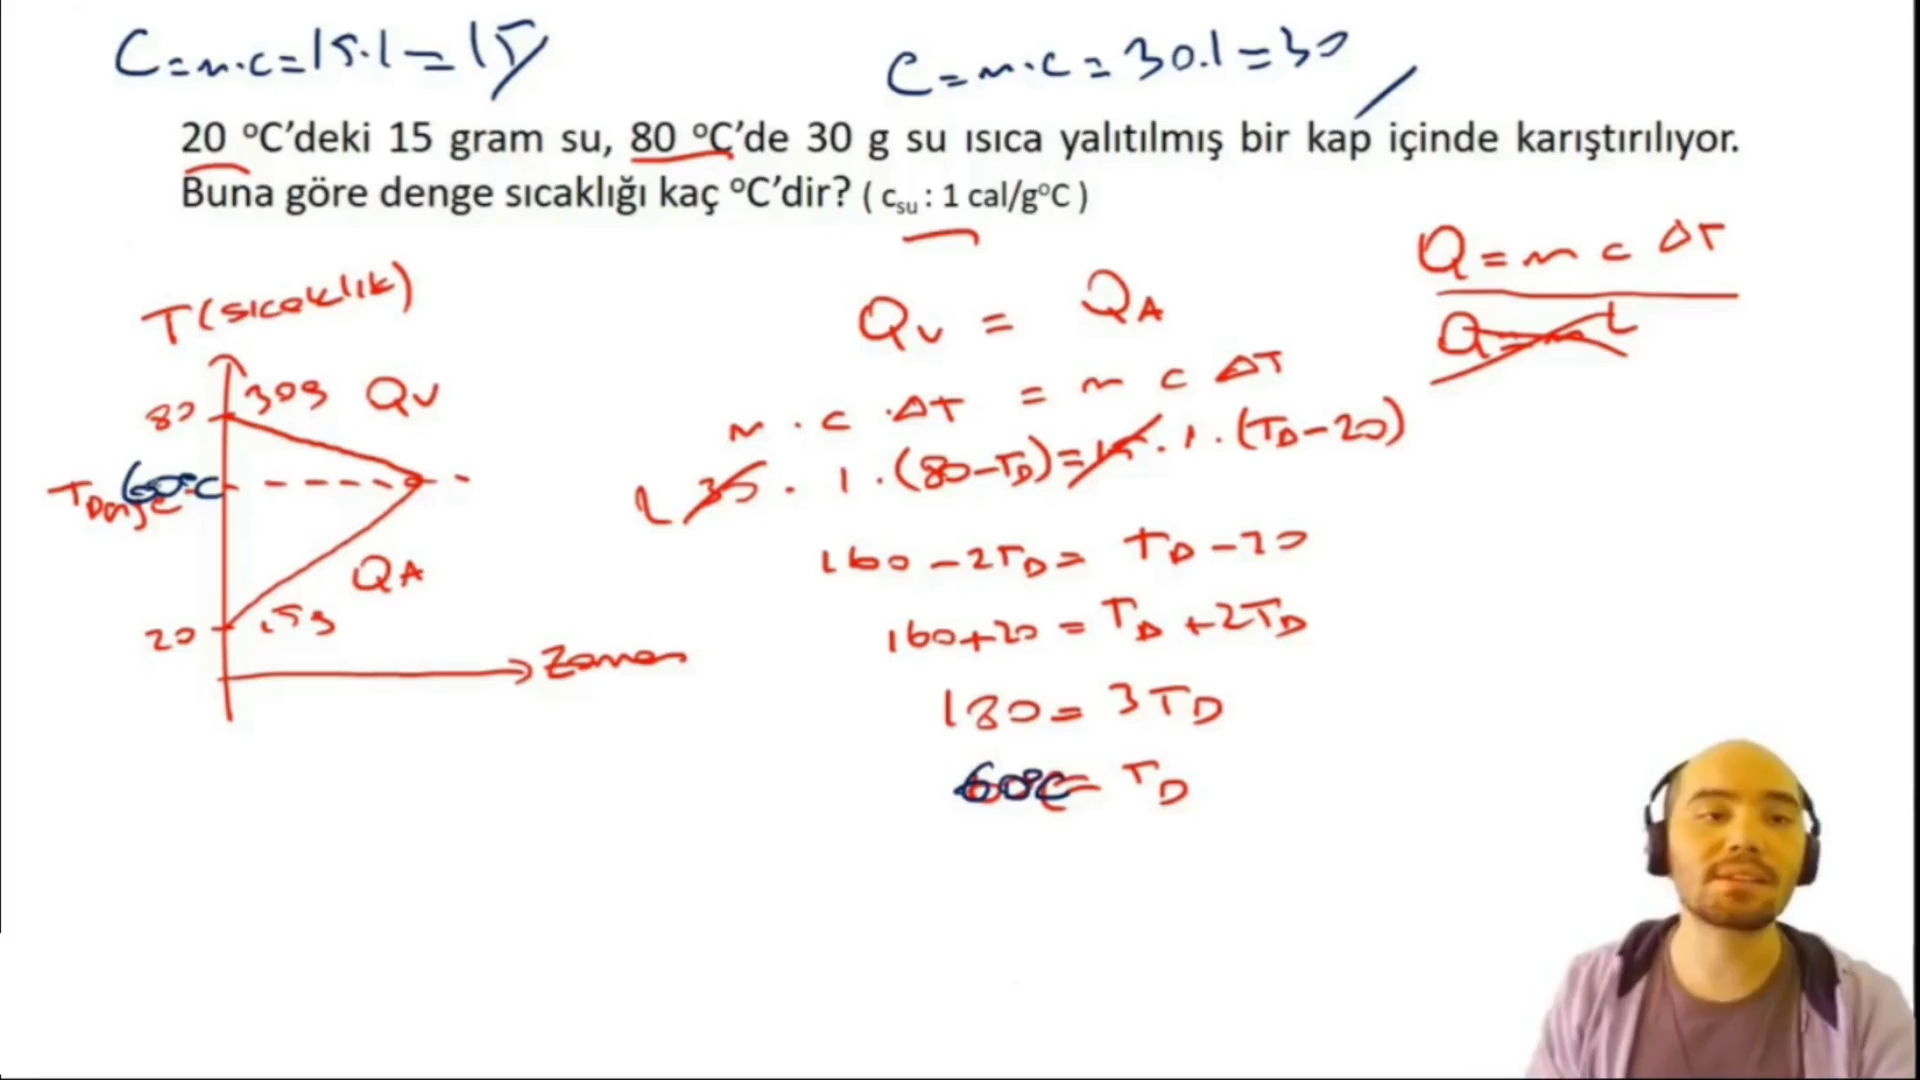 C = m.c = 15.1 = 15
C = m.c = 30.1 = 30
20 °C'deki 15 gram su, 80 °C'de 30 g su ısıca yalıtılmış bir kap içinde karıştırılıyor.
Buna göre denge sıcaklığı kaç °C'dir? ( csu : 1 cal/g°C )
T (sıcaklık)
80
30g Qv
TDenge 60°C
QA
20
15g
Zaman
Qv = QA
m . c . ΔT = m c ΔT
2 30 . 1 . (80-TD) = 15 . 1 . (TD-20)
160 - 2TD = TD - 20
160+20 = TD + 2TD
180 = 3TD
60°C = TD
Q = m c ΔT
Q = m L